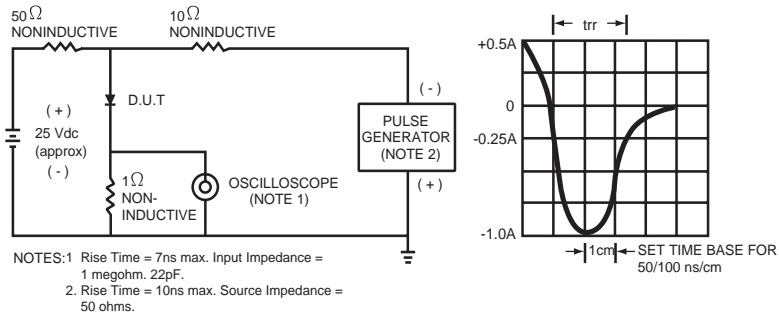 50Ω
NONINDUCTIVE
10Ω
NONINDUCTIVE
D.U.T
( + )
25 Vdc
(approx)
( - )
1Ω
NON-
INDUCTIVE
OSCILLOSCOPE
(NOTE 1)
( - )
PULSE
GENERATOR
(NOTE 2)
( + )
NOTES:1 Rise Time = 7ns max. Input Impedance =
1 megohm. 22pF.
2. Rise Time = 10ns max. Source Impedance =
50 ohms.
trr
+0.5A
0
-0.25A
-1.0A
1cm
SET TIME BASE FOR
50/100 ns/cm